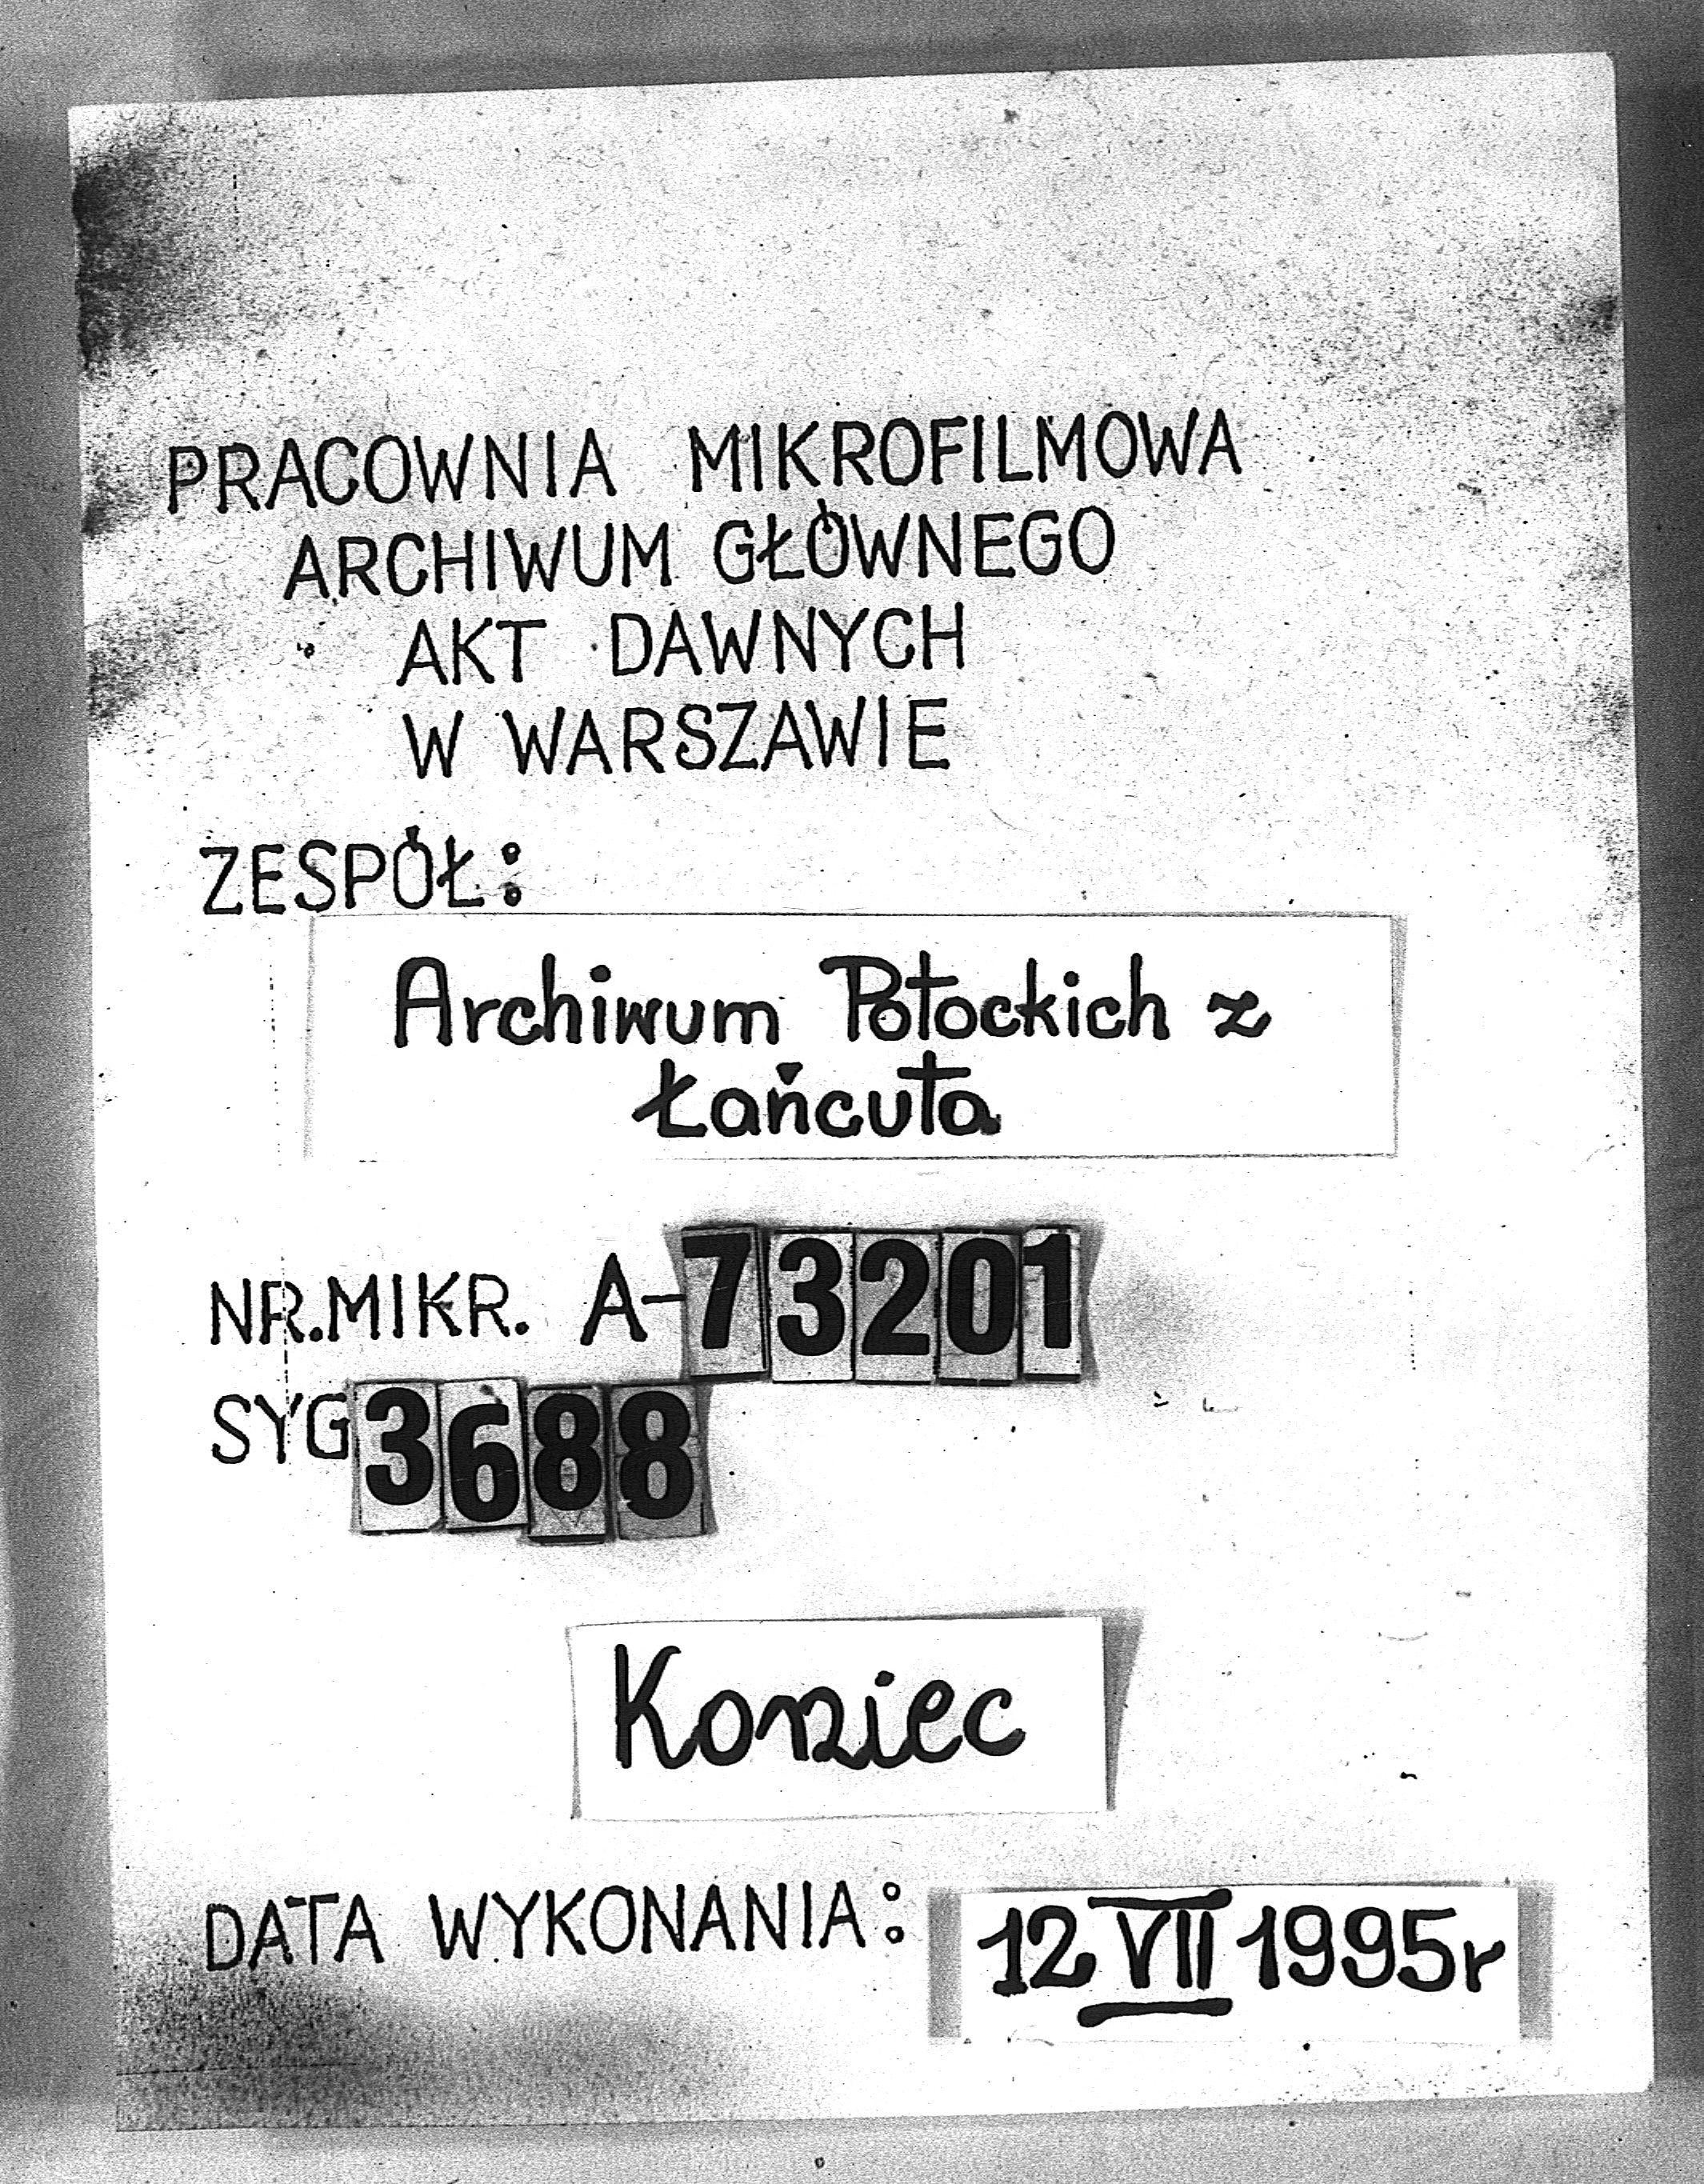 PRACOWNIA MIKROFILMOWA
ARCHIWUM GŁÓWNEGO
AKT DAWNYCH
W WARSZAWIE
ZESPÓŁ:
Archiwum Potockich z
Łańcuta
NR.MIKR. A-73201
SYG 3688
Koniec
DATA WYKONANIA: 12 VII 1995r